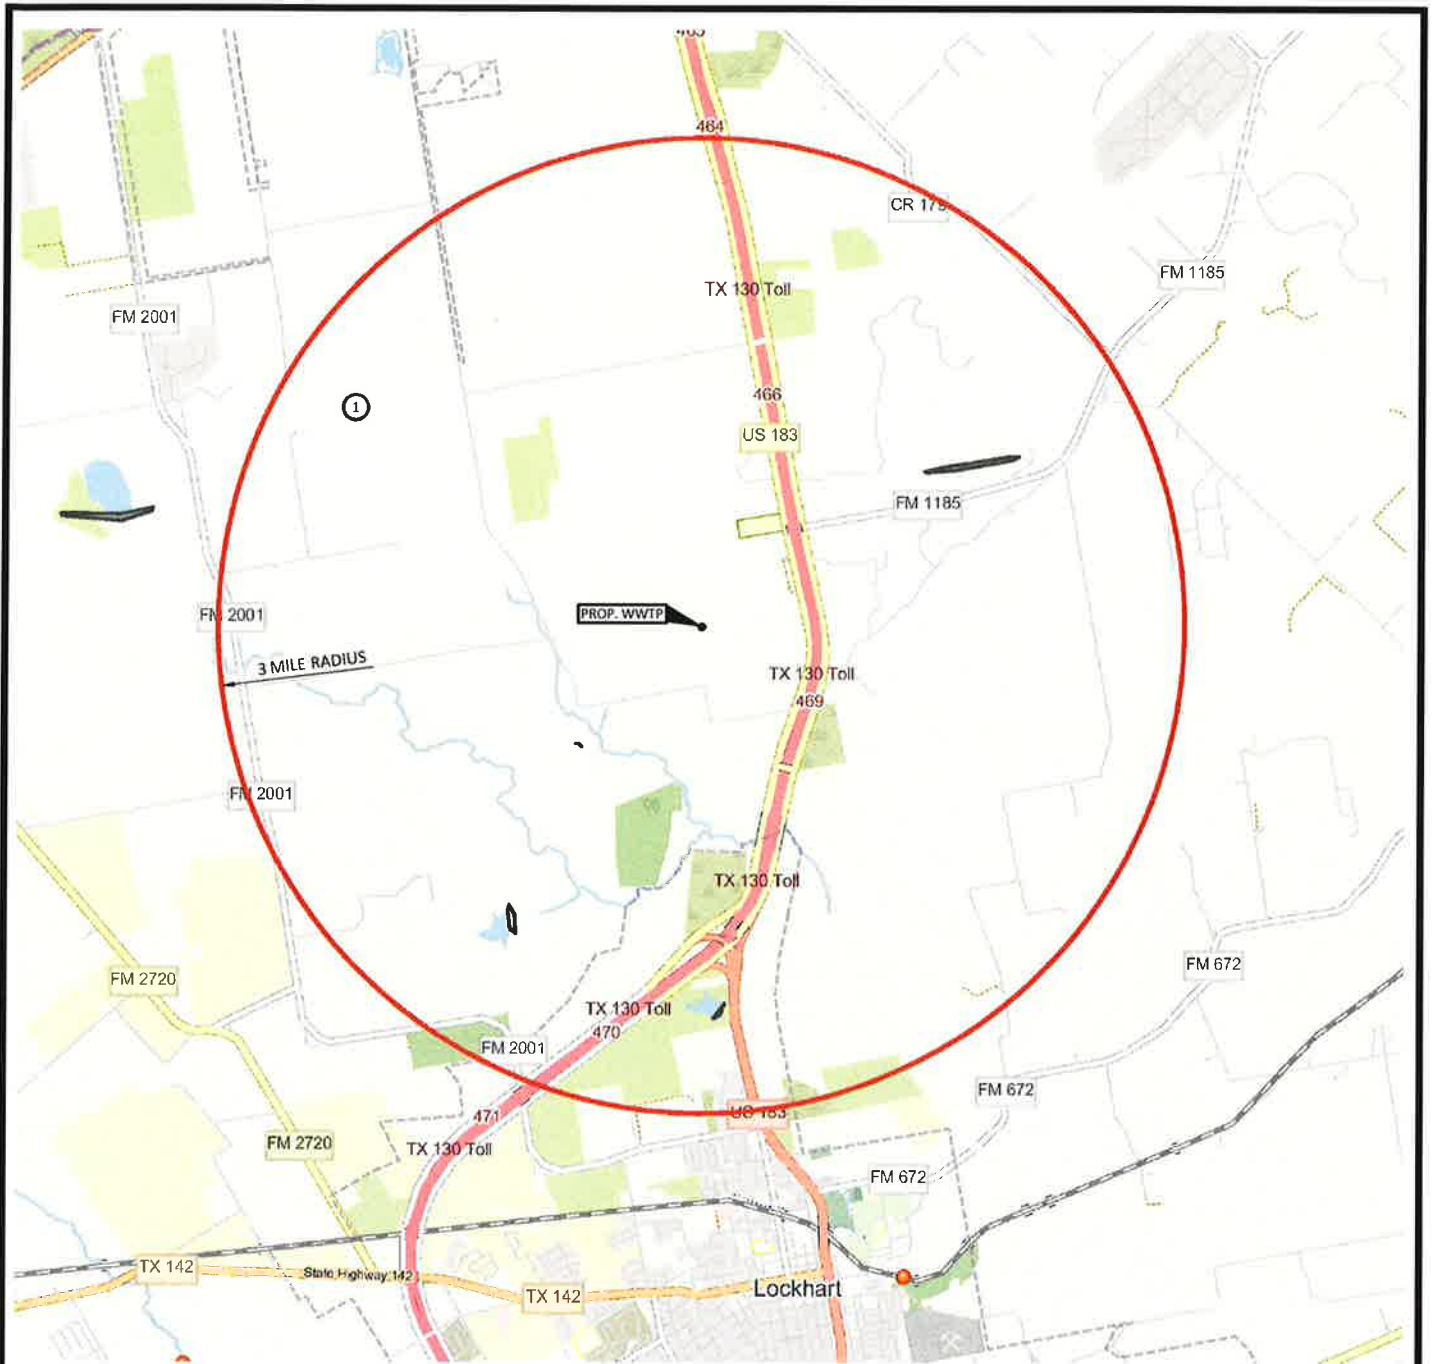 464
CR 175
FM 1185
TX 130 Toll
FM 2001
466
1
US 183
FM 1185
PROP. WWTP
FM 2001
3 MILE RADIUS
TX 130 Toll
469
FM 2001
TX 130 Toll
FM 672
FM 2720
TX 130 Toll
470
FM 2001
FM 672
471
US 183
FM 2720
TX 130 Toll
FM 672
TX 142
State Highway 142
Lockhart
TX 142